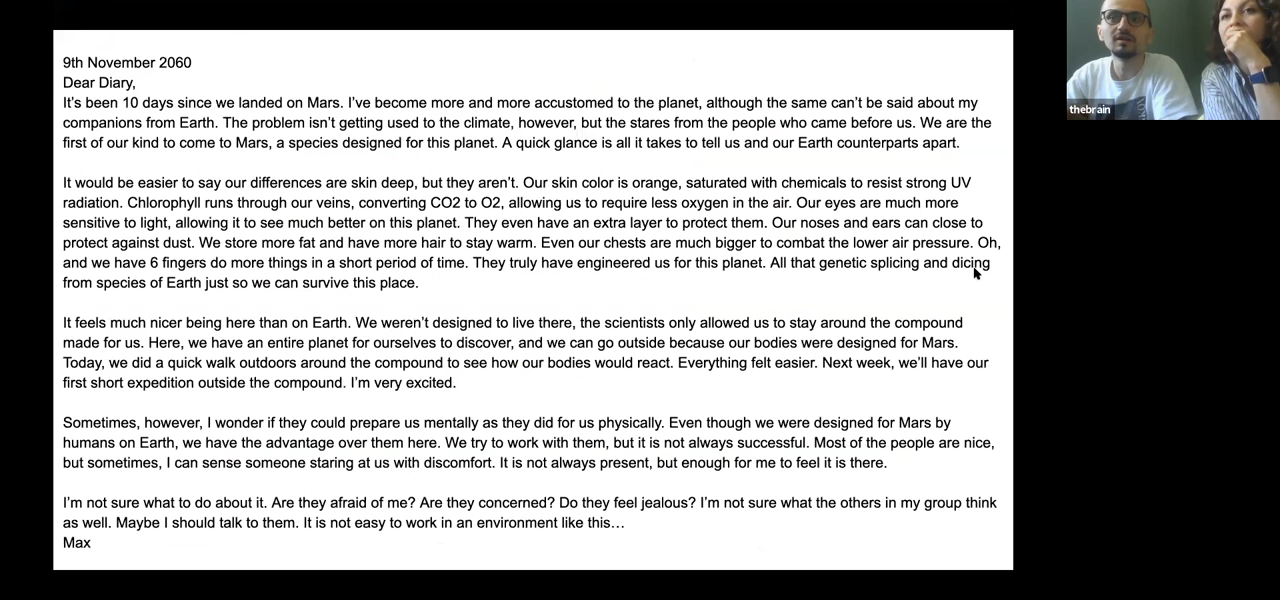 9th November 2060
Dear Diary,
It's been 10 days since we landed on Mars. I've become more and more accustomed to the planet, although the same can't be said about my
companions from Earth. The problem isn't getting used to the climate, however, but the stares from the people who came before us. We are the
first of our kind to come to Mars, a species designed for this planet. A quick glance is all it takes to tell us and our Earth counterparts apart.
It would be easier to say our differences are skin deep, but they aren't. Our skin color is orange, saturated with chemicals to resist strong UV
radiation. Chlorophyll runs through our veins, converting CO2 to O2, allowing us to require less oxygen in the air. Our eyes are much more
sensitive to light, allowing it to see much better on this planet. They even have an extra layer to protect them. Our noses and ears can close to
protect against dust. We store more fat and have more hair to stay warm. Even our chests are much bigger to combat the lower air pressure. Oh,
and we have 6 fingers do more things in a short period of time. They truly have engineered us for this planet. All that genetic splicing and dicing
from species of Earth just so we can survive this place.
It feels much nicer being here than on Earth. We weren't designed to live there, the scientists only allowed us to stay around the compound
made for us. Here, we have an entire planet for ourselves to discover, and we can go outside because our bodies were designed for Mars.
Today, we did a quick walk outdoors around the compound to see how our bodies would react. Everything felt easier. Next week, we'll have our
first short expedition outside the compound. I'm very excited.
Sometimes, however, I wonder if they could prepare us mentally as they did for us physically. Even though we were designed for Mars by
humans on Earth, we have the advantage over them here. We try to work with them, but it is not always successful. Most of the people are nice,
but sometimes, I can sense someone staring at us with discomfort. It is not always present, but enough for me to feel it is there.
I'm not sure what to do about it. Are they afraid of me? Are they concerned? Do they feel jealous? I'm not sure what the others in my group think
as well. Maybe I should talk to them. It is not easy to work in an environment like this…
Max
thebrain